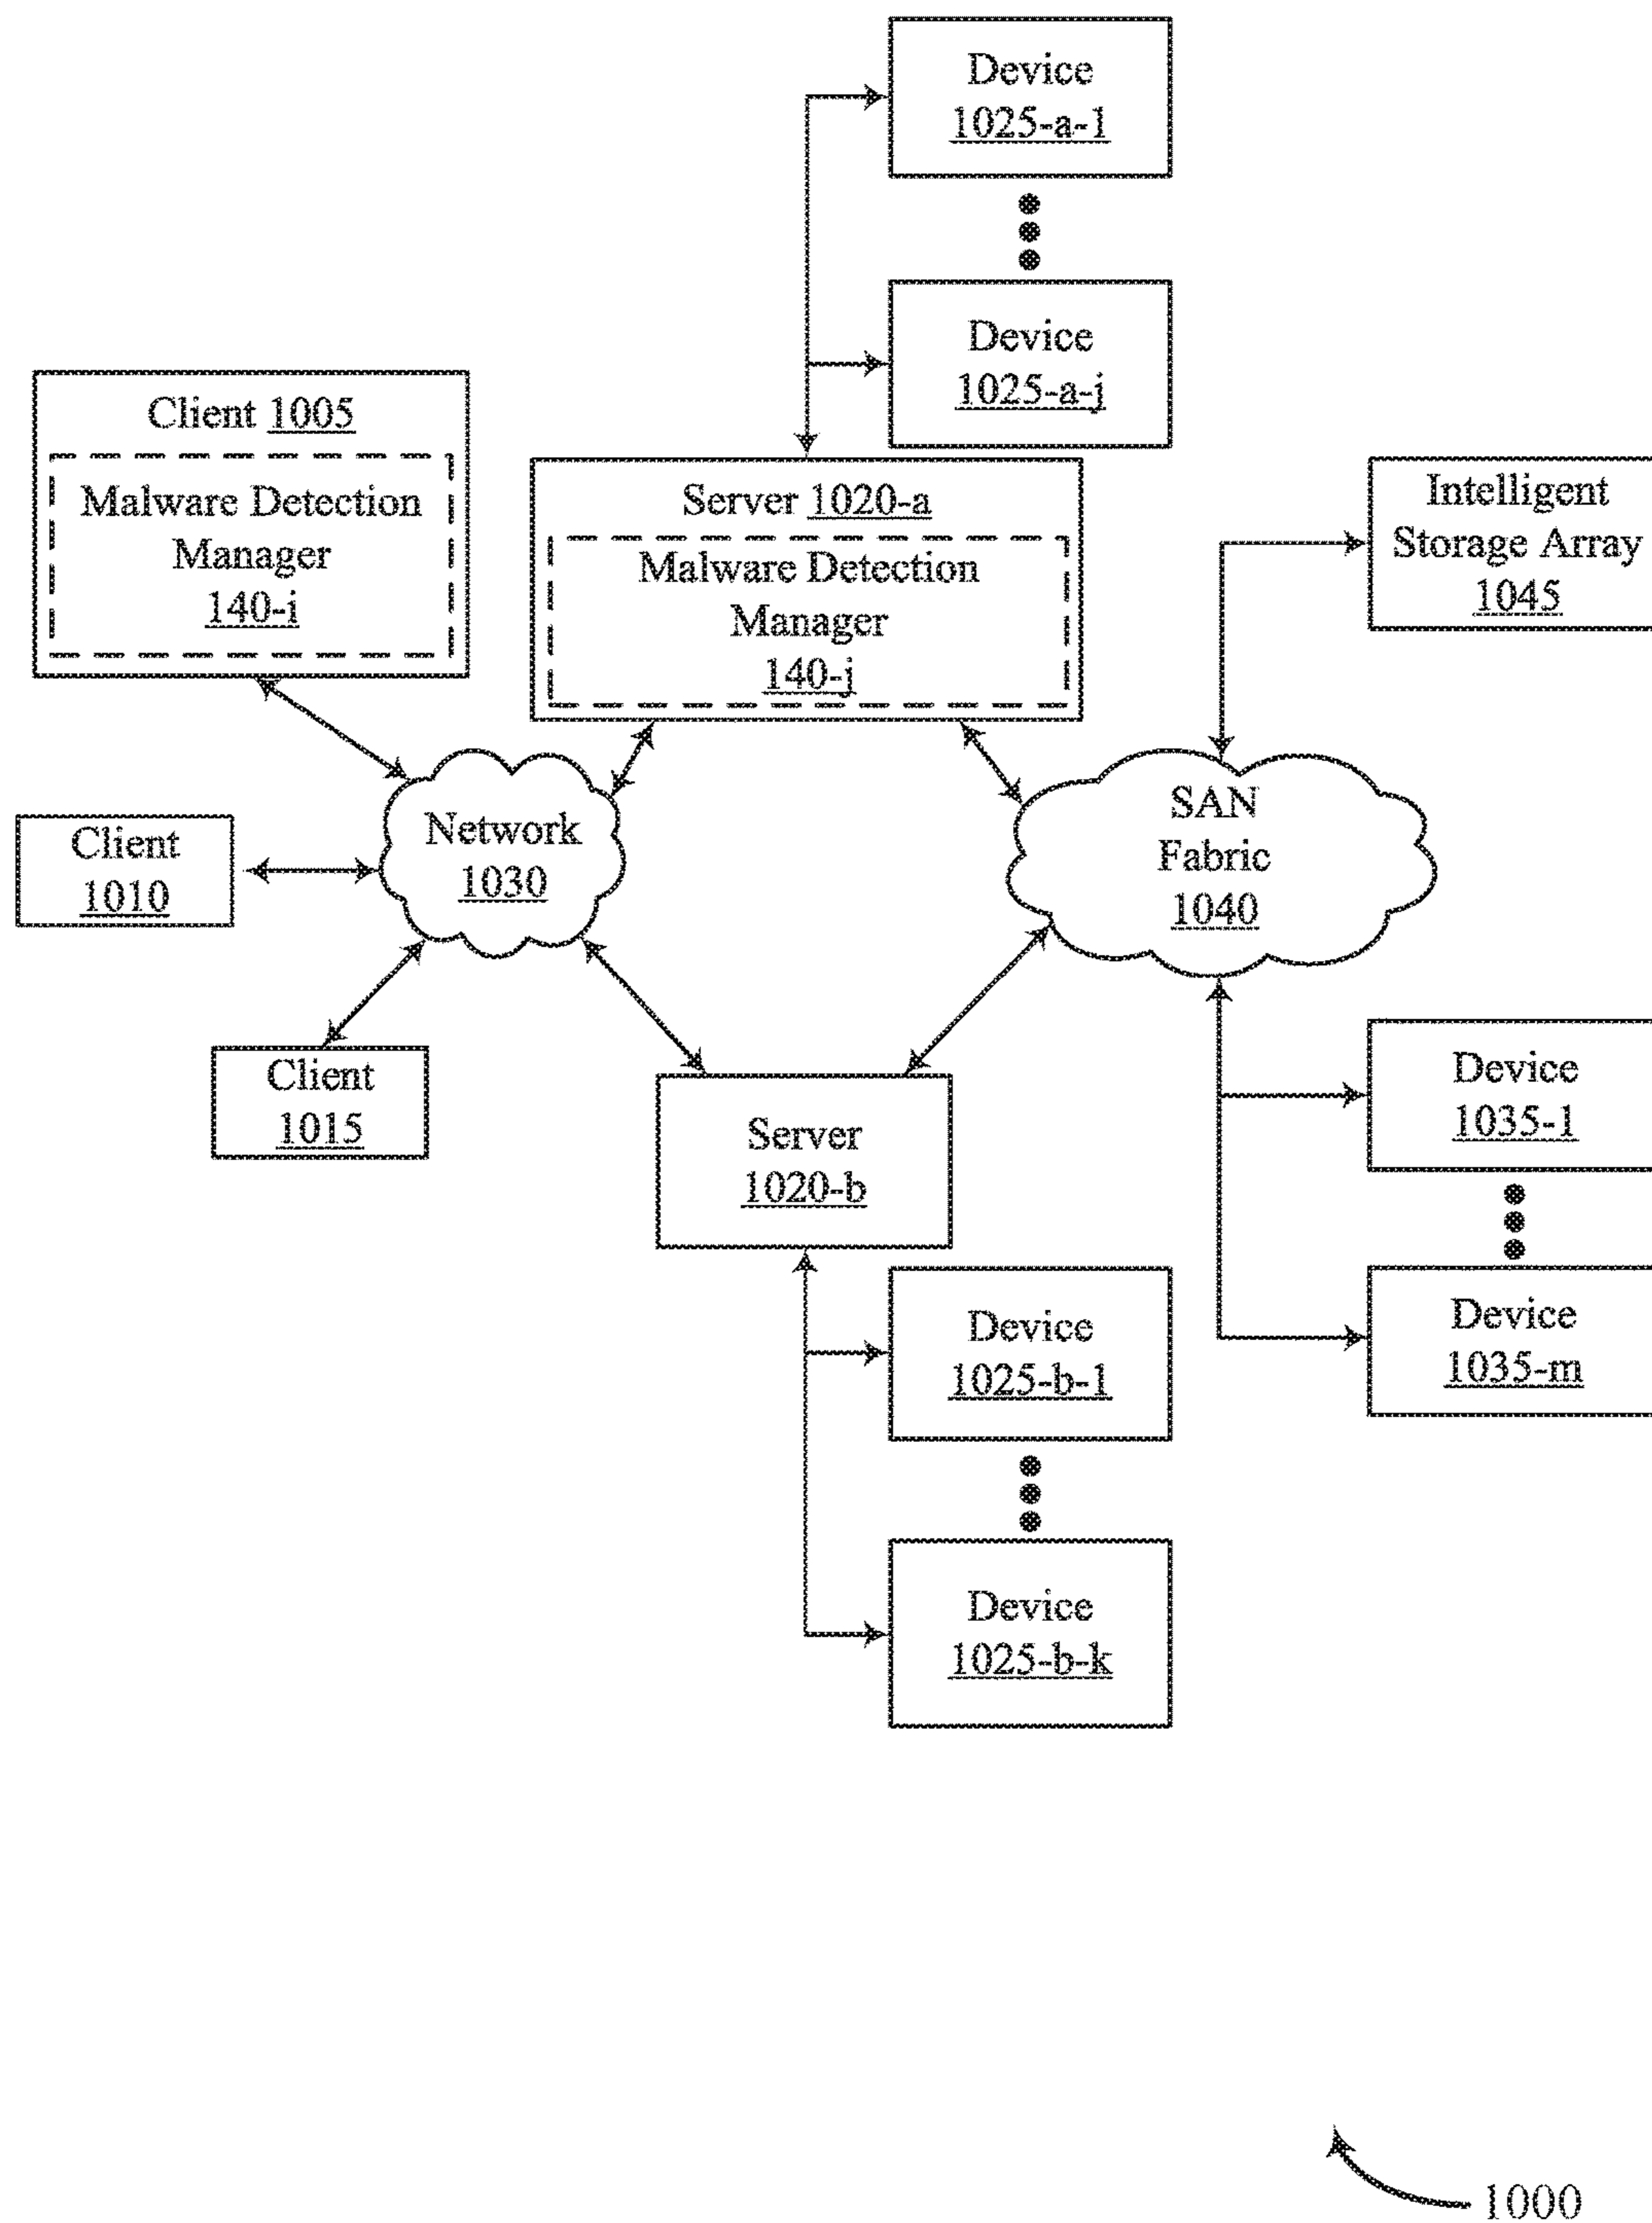 Device
1025-a-1
Device
1025-a-j
Client 1005
Malware Detection
Manager
140-i
Server 1020-a
Malware Detection
Manager
140-j
Intelligent
Storage Array
1045
Network
1030
SAN
Fabric
1040
Client
1010
Client
1015
Server
1020-b
Device
1035-1
Device
1035-m
Device
1025-b-1
Device
1025-b-k
1000